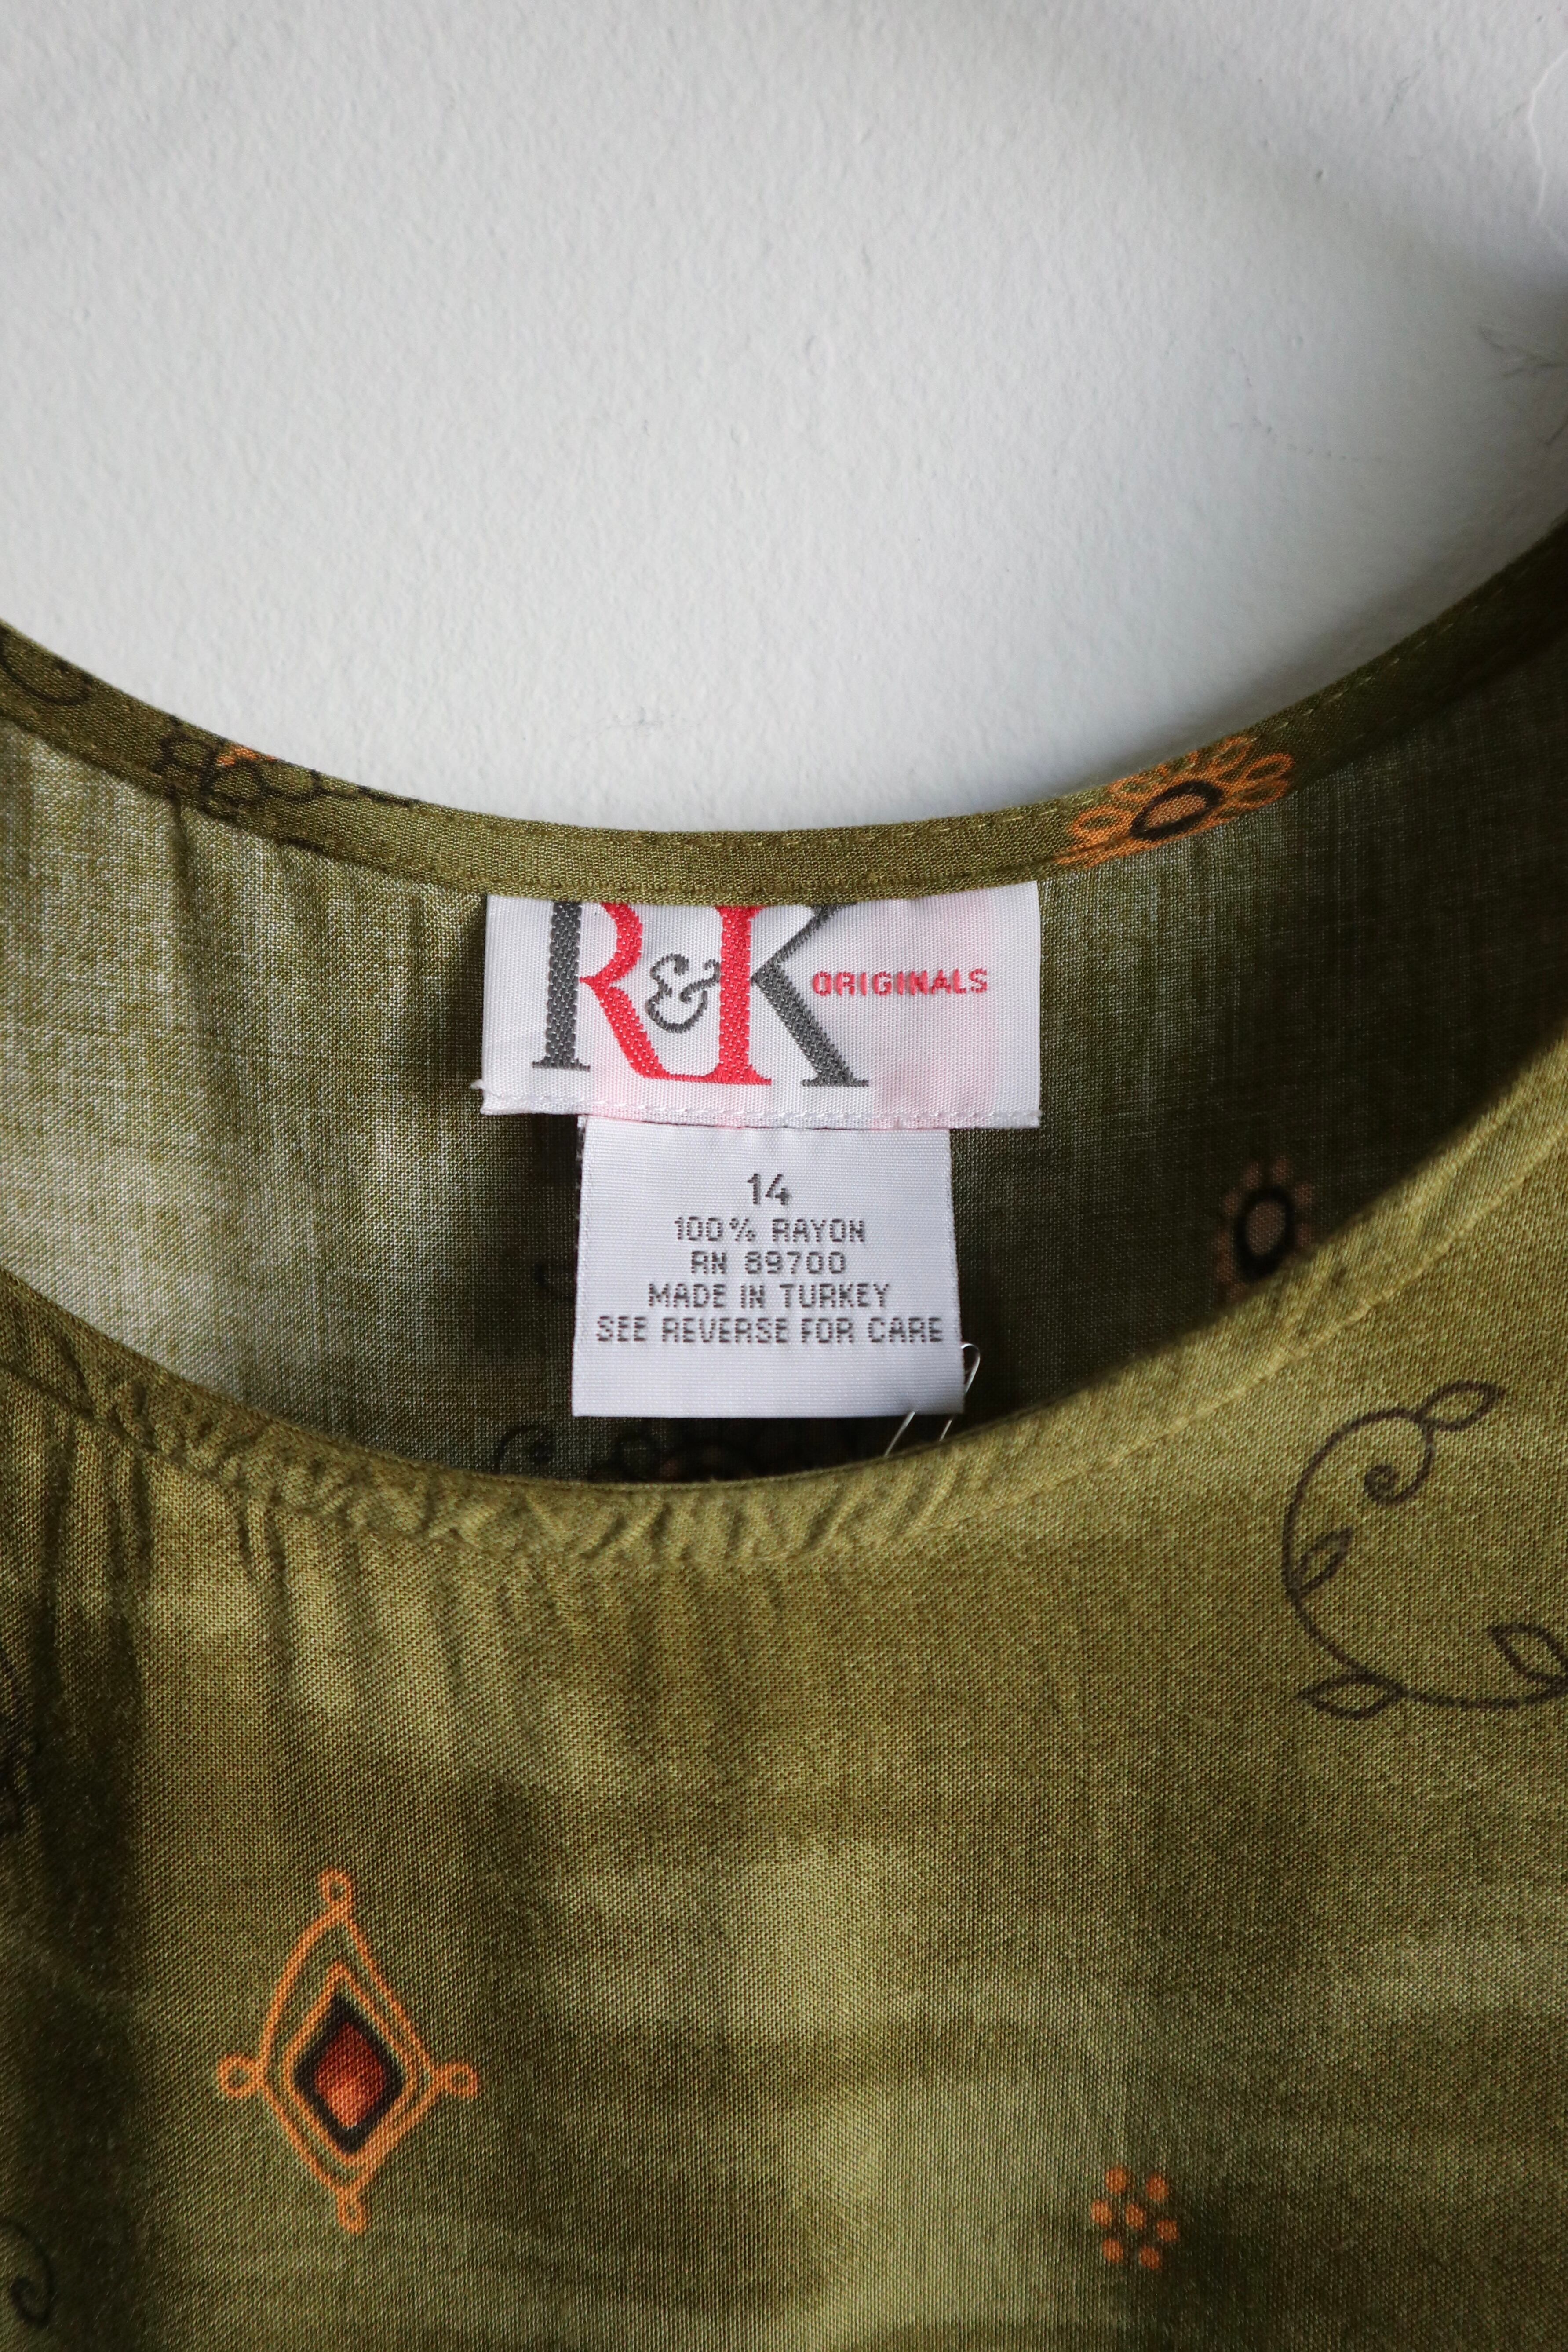 R&K ORIGINALS
14
100% RAYON
RN 89700
MADE IN TURKEY
SEE REVERSE FOR CARE